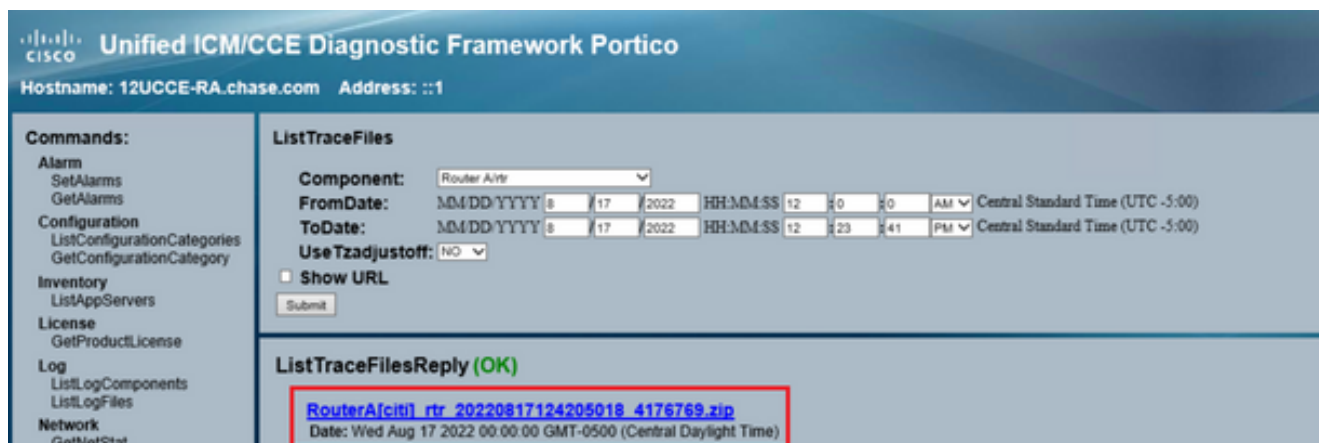 CISCO
Unified ICM/CCE Diagnostic Framework Portico
Hostname: 12UCCE-RA.chase.com Address: ::1
Commands:
Alarm
SetAlarms
GetAlarms
Configuration
ListConfigurationCategories
GetConfigurationCategory
Inventory
ListAppServers
License
GetProductLicense
Log
ListLogComponents
ListLogFiles
Network
GetNetStat
ListTraceFiles
Component: Router A/rtr
FromDate: MM/DD/YYYY 8 / 17 / 2022 HH:MM:SS 12 : 0 : 0 AM Central Standard Time (UTC -5:00)
ToDate: MM/DD/YYYY 8 / 17 / 2022 HH:MM:SS 12 : 23 : 41 PM Central Standard Time (UTC -5:00)
UseTzadjustoff: NO
Show URL
Submit
ListTraceFilesReply (OK)
RouterA[citi]_rtr_20220817124205018_4176769.zip
Date: Wed Aug 17 2022 00:00:00 GMT-0500 (Central Daylight Time)